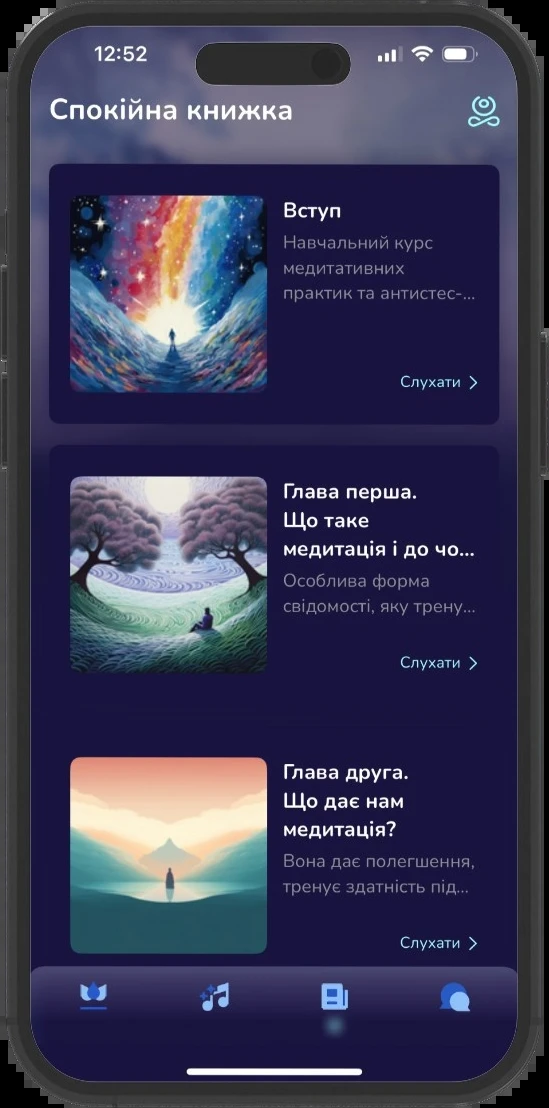 12:52
Спокійна книжка
Вступ
Навчальний курс
медитативних
практик та антистес-...
Слухати
Глава перша.
Що таке
медитація і до чо...
Особлива форма
свідомості, яку трену...
Слухати
Глава друга.
Що дає нам
медитація?
Вона дає полегшення,
тренує здатність під...
Слухати